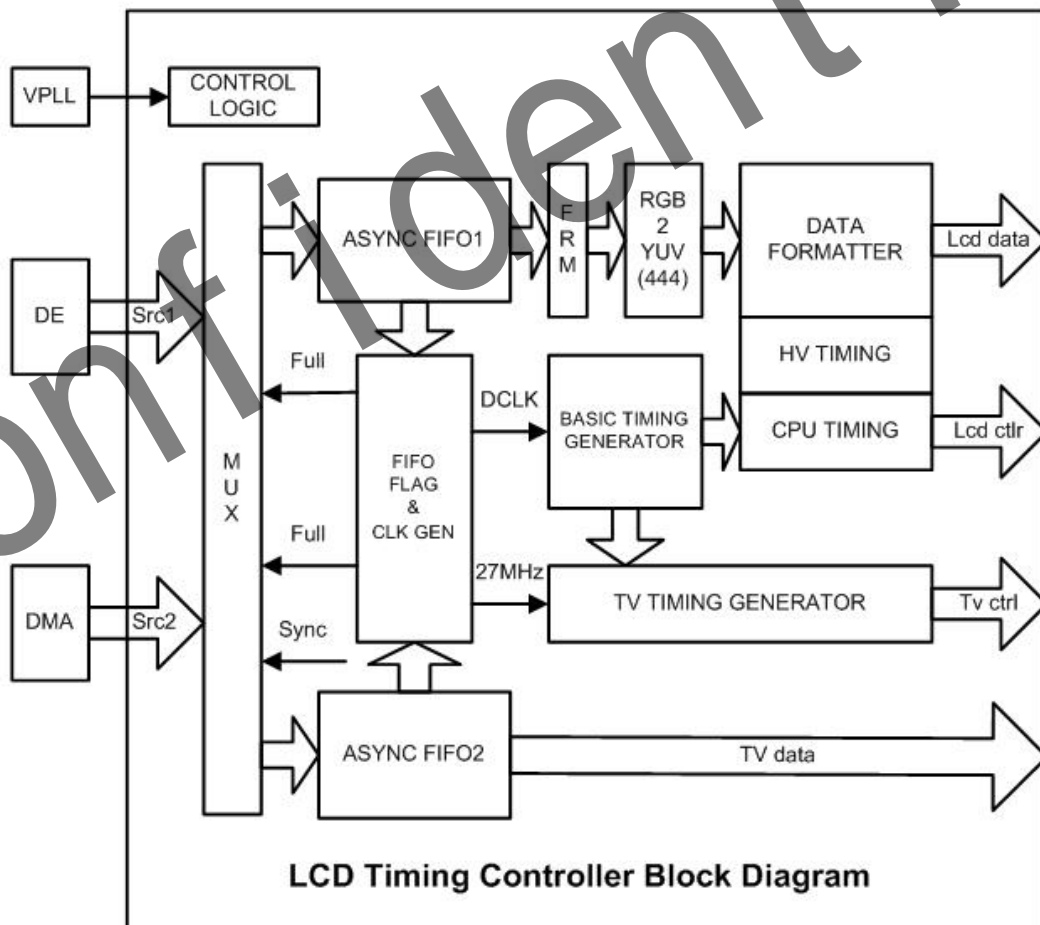 VPLL
CONTROL
LOGIC
DE
Src1
DMA
Src2
M
U
X
ASYNC FIFO1
F
R
M
RGB
2
YUV
(444)
DATA
FORMATTER
Lcd data
HV TIMING
CPU TIMING
Lcd ctlr
Full
FIFO
FLAG
&
CLK GEN
DCLK
BASIC TIMING
GENERATOR
Full
27MHz
TV TIMING GENERATOR
Tv ctrl
Sync
ASYNC FIFO2
TV data
LCD Timing Controller Block Diagram
onfident